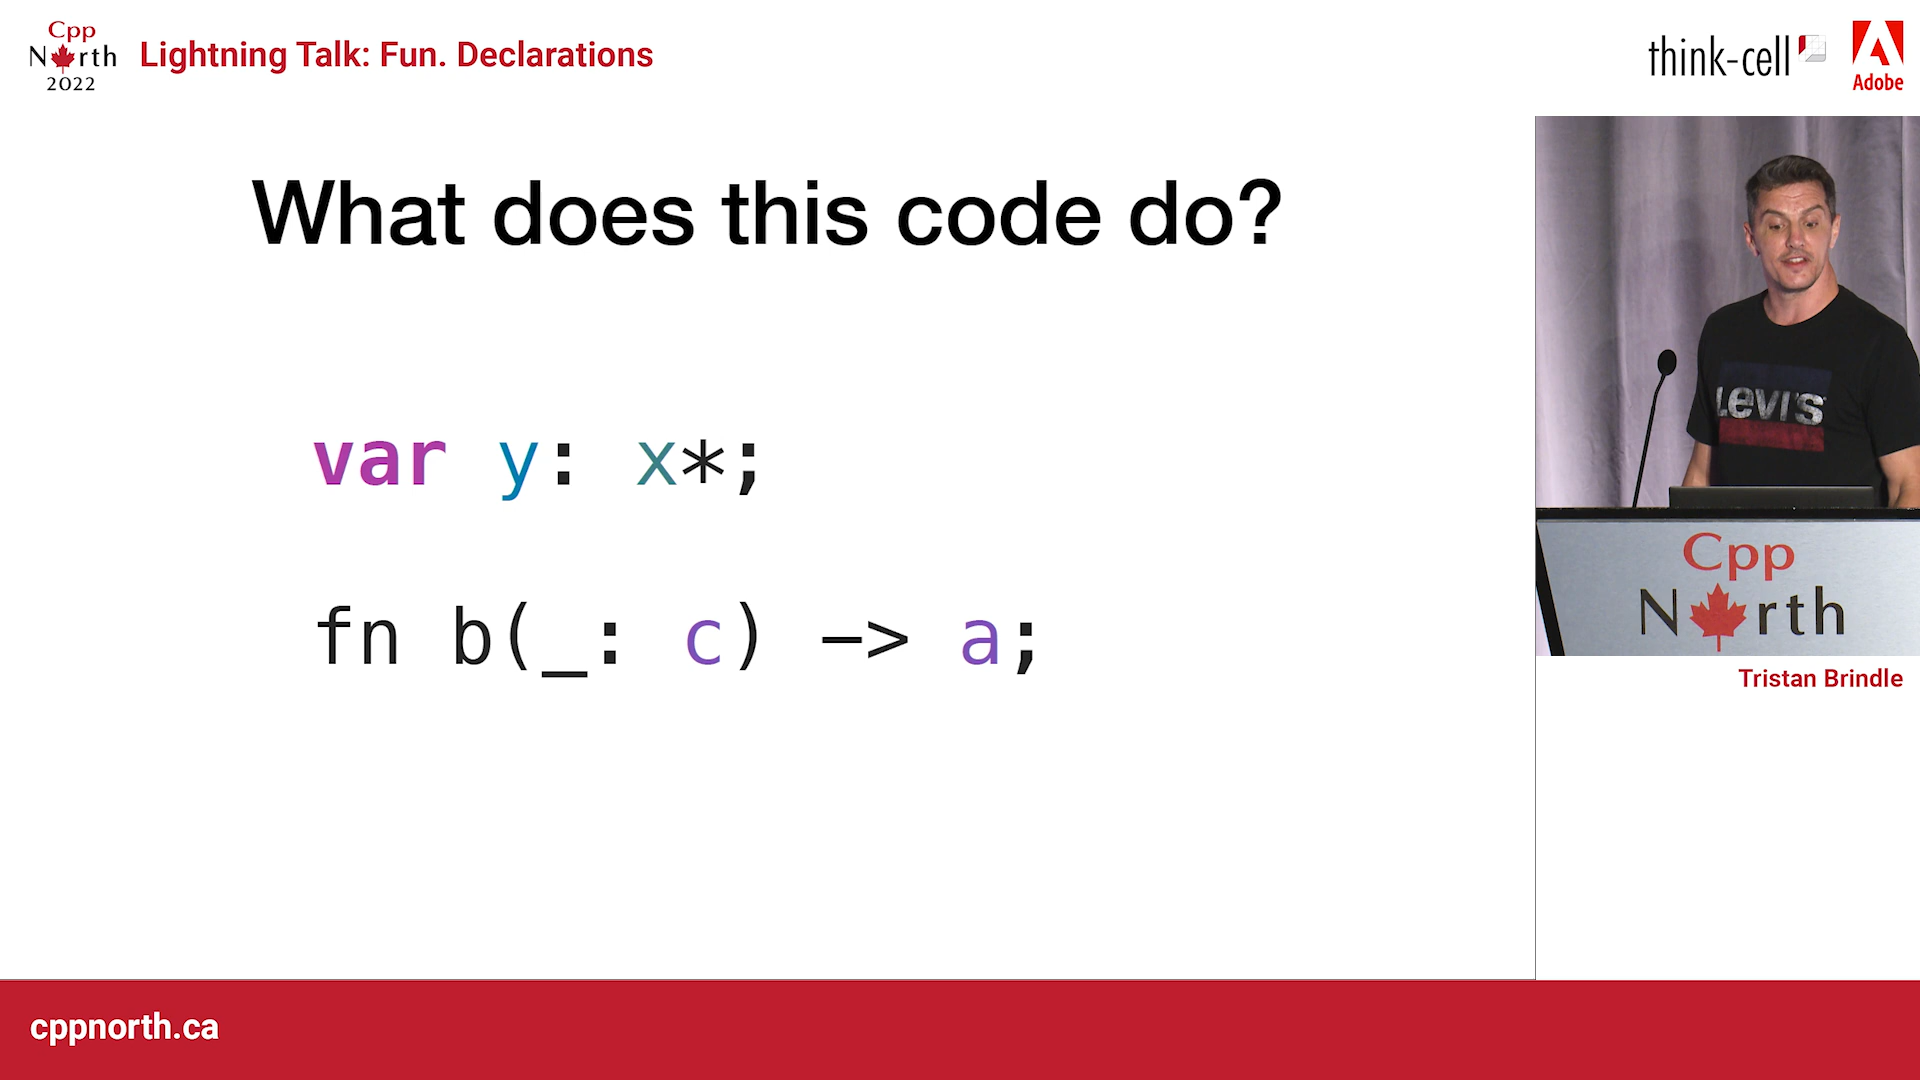 Cpp
North
2022
Lightning Talk: Fun. Declarations
think-cell
Adobe
What does this code do?
var y: x*;
fn b(_: c) -> a;
LEVI'S
Cpp
North
Tristan Brindle
cppnorth.ca